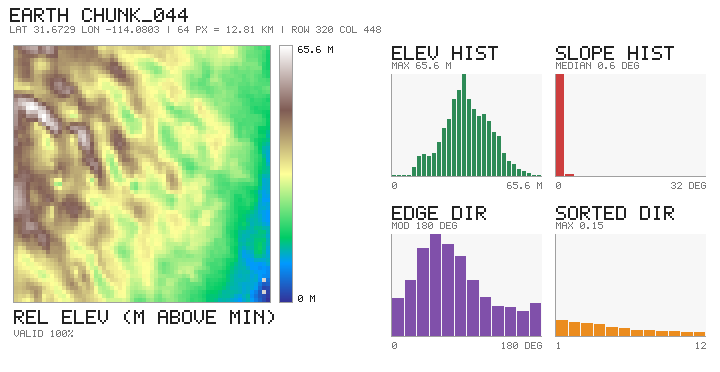 EARTH CHUNK_044
LAT 31.6729 LON -114.0803 | 64 PX = 12.81 KM | ROW 320 COL 448
65.6 M
0 M
REL ELEV (M ABOVE MIN)
VALID 100%
ELEV HIST
MAX 65.6 M
0 65.6 M
SLOPE HIST
MEDIAN 0.6 DEG
0 32 DEG
EDGE DIR
MOD 180 DEG
0 180 DEG
SORTED DIR
MAX 0.15
1 12